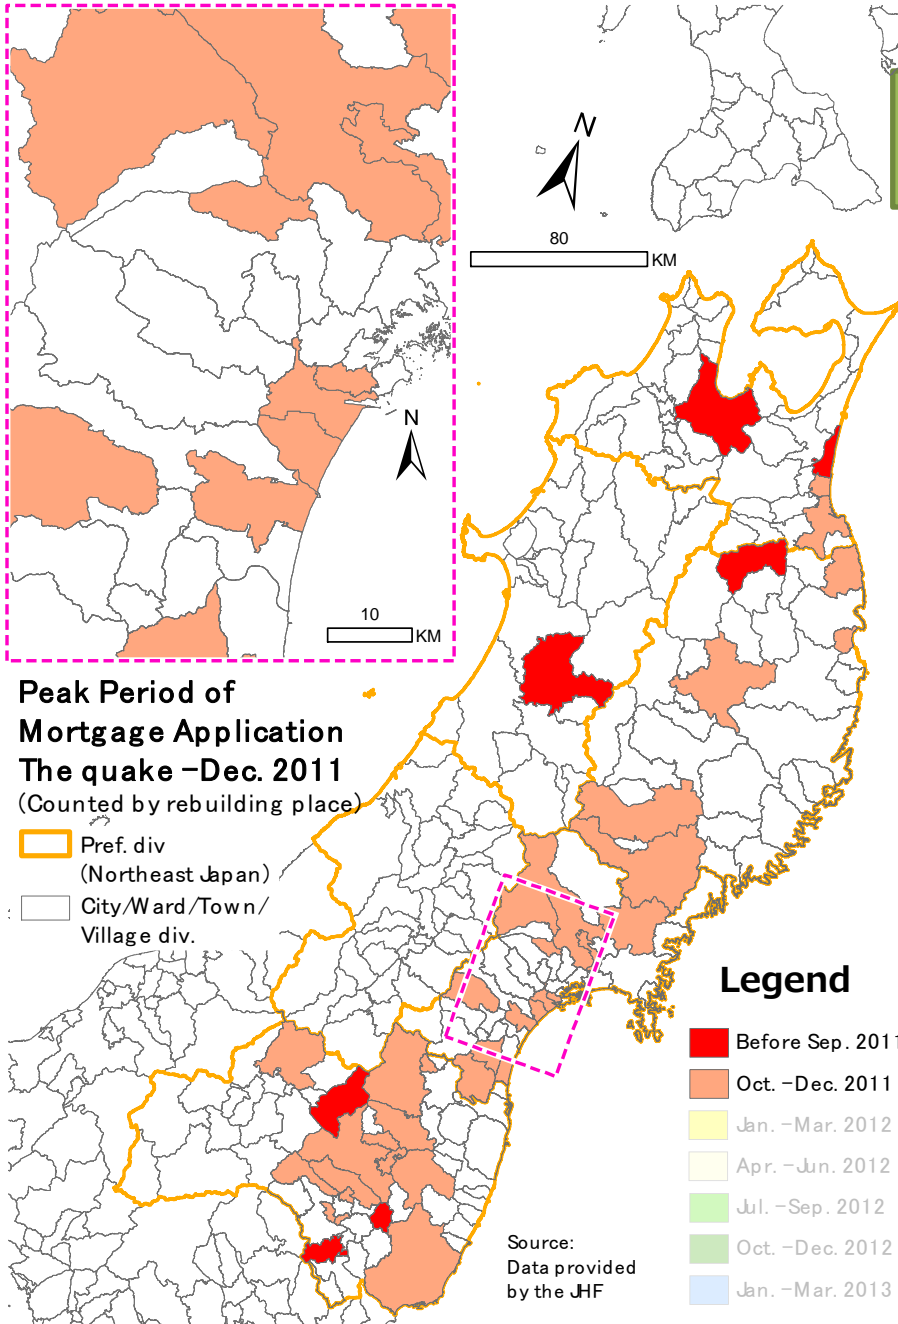 N
80
KM
N
10
KM
Peak Period of
Mortgage Application
The quake –Dec. 2011
(Counted by rebuilding place)
Pref. div
(Northeast Japan)
City/Ward/Town/
Village div.
Legend
Before Sep. 2011
Oct. –Dec. 2011
Jan. –Mar. 2012
Apr. –Jun. 2012
Jul. –Sep. 2012
Oct. –Dec. 2012
Jan. –Mar. 2013
Source:
Data provided
by the JHF